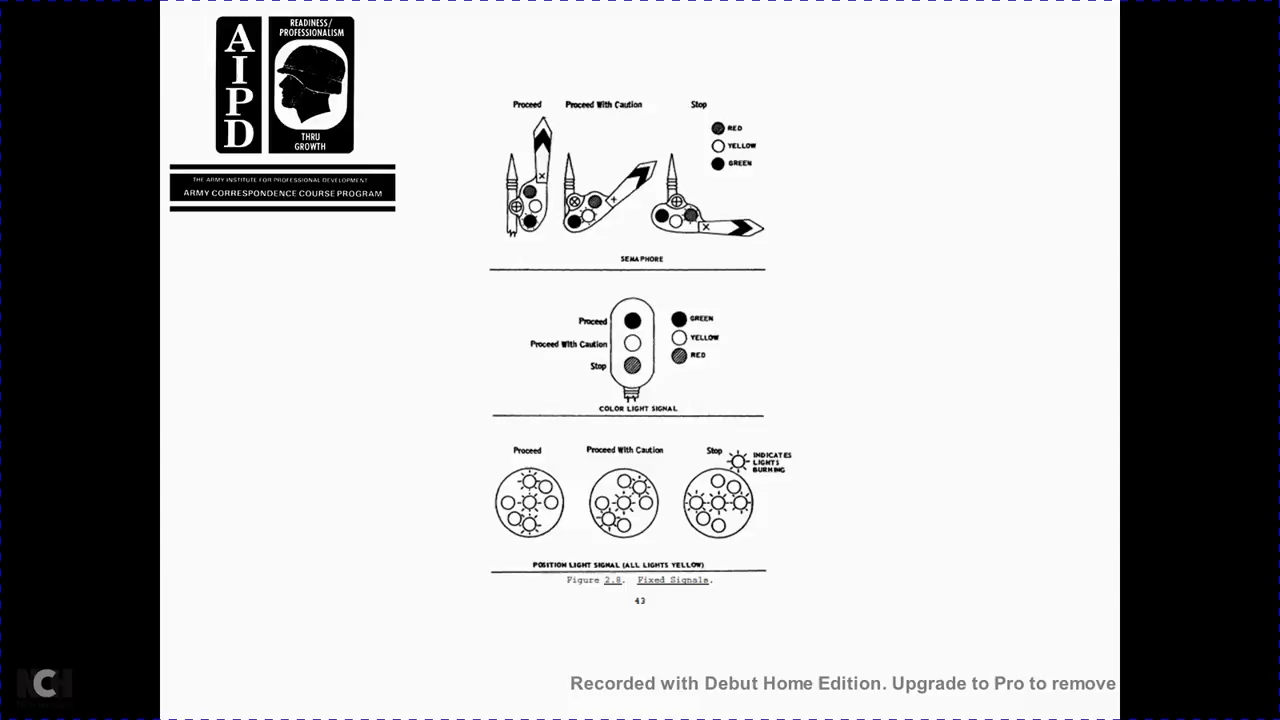 A
I
P
D
READINESS/
PROFESSIONALISM
THRU
GROWTH
THE ARMY INSTITUTE FOR PROFESSIONAL DEVELOPMENT
ARMY CORRESPONDENCE COURSE PROGRAM
Proceed Proceed With Caution Stop
RED
YELLOW
GREEN
SEMAPHORE
Proceed
Proceed With Caution
Stop
GREEN
YELLOW
RED
COLOR LIGHT SIGNAL
Proceed Proceed With Caution Stop
INDICATES
LIGHTS
BURNING
POSITION LIGHT SIGNAL (ALL LIGHTS YELLOW)
Figure 2.8. Fixed Signals.
43
NCH
Recorded with Debut Home Edition. Upgrade to Pro to remove